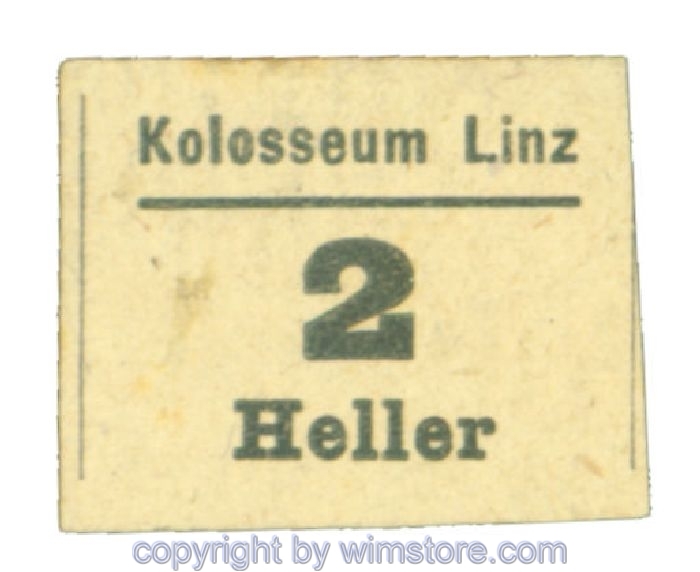 Kolosseum Linz
2
Heller
copyright by wimstore.com